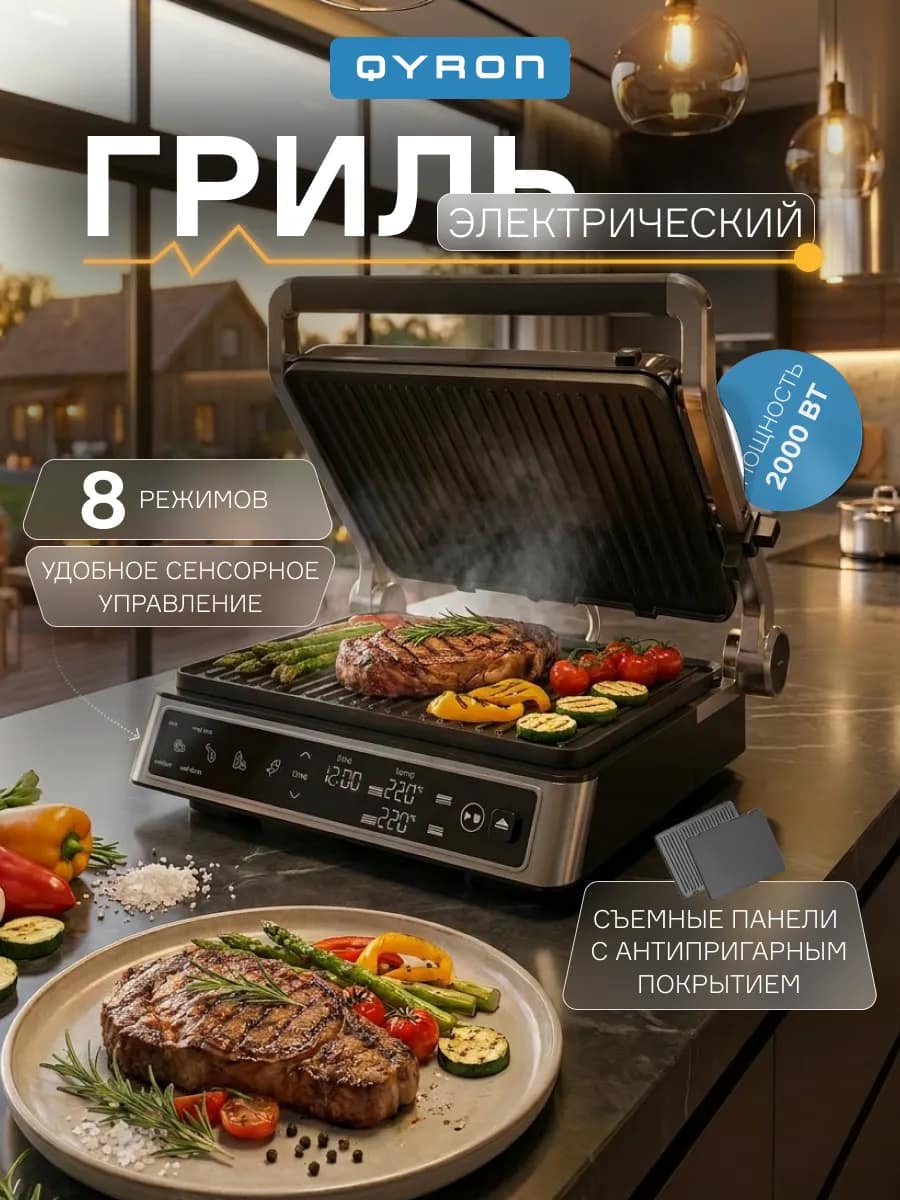 QYRON
ГРИЛЬ
ЭЛЕКТРИЧЕСКИЙ
МОЩНОСТЬ
2000 ВТ
8 РЕЖИМОВ
УДОБНОЕ СЕНСОРНОЕ
УПРАВЛЕНИЕ
12:00
220°
220°
СЪЕМНЫЕ ПАНЕЛИ
С АНТИПРИГАРНЫМ
ПОКРЫТИЕМ